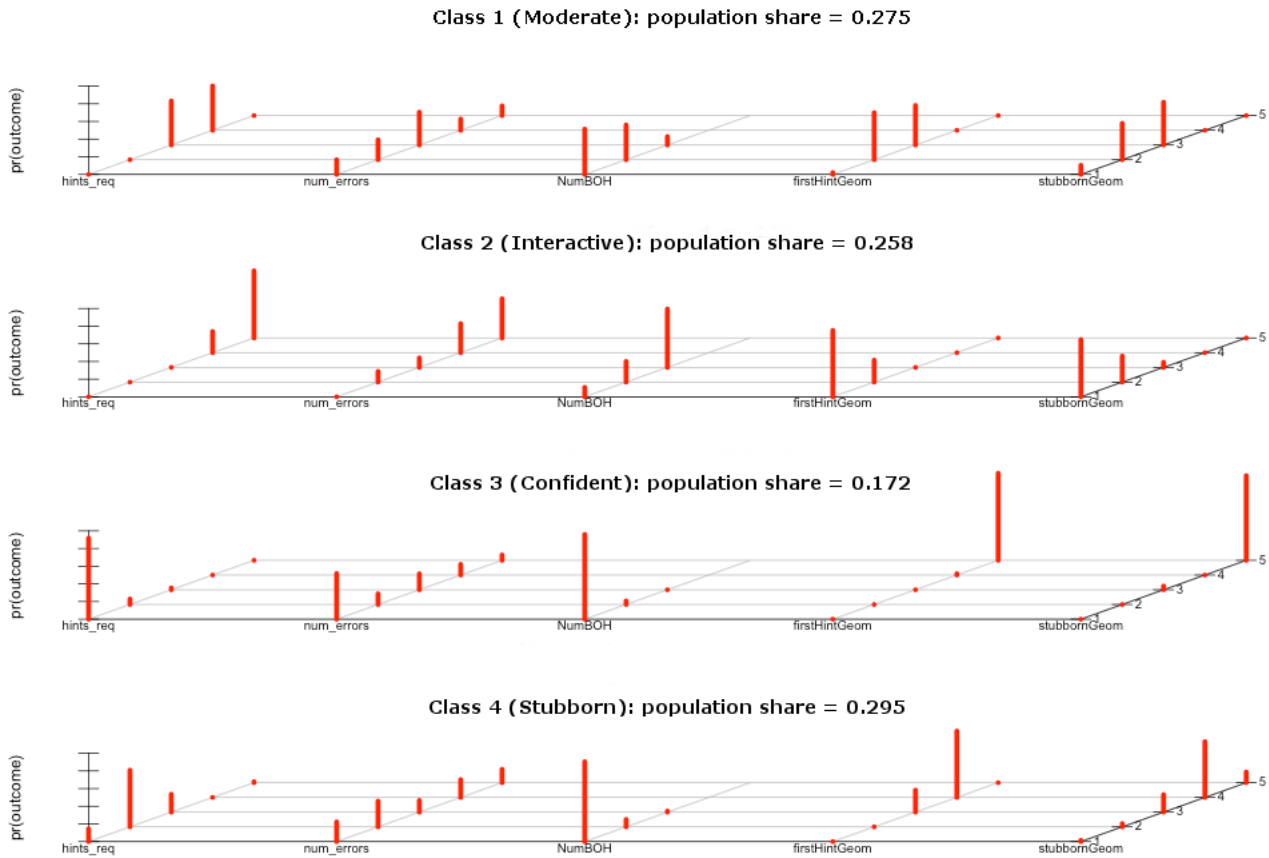 Class 1 (Moderate): population share = 0.275
pr(outcome)
5
4
3
2
1
hints_req num_errors NumBOH firstHintGeom stubbornGeom
Class 2 (Interactive): population share = 0.258
pr(outcome)
5
4
3
2
1
hints_req num_errors NumBOH firstHintGeom stubbornGeom
Class 3 (Confident): population share = 0.172
pr(outcome)
5
4
3
2
1
hints_req num_errors NumBOH firstHintGeom stubbornGeom
Class 4 (Stubborn): population share = 0.295
pr(outcome)
5
4
3
2
1
hints_req num_errors NumBOH firstHintGeom stubbornGeom